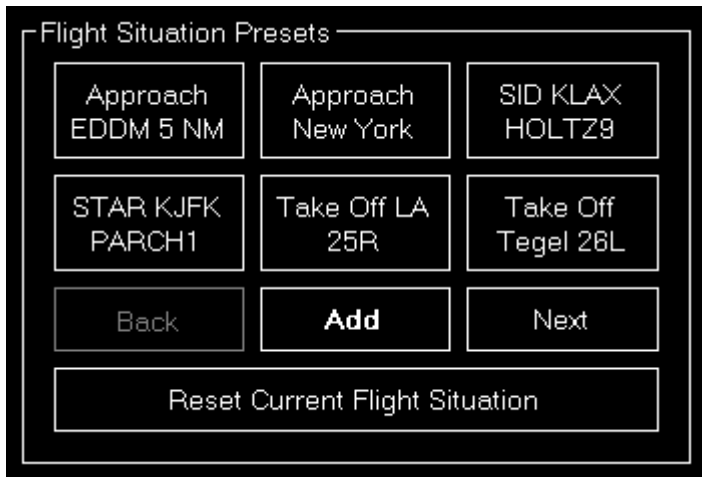 Flight Situation Presets
Approach
EDDM 5 NM
Approach
New York
SID KLAX
HOLTZ9
STAR KJFK
PARCH1
Take Off LA
25R
Take Off
Tegel 26L
Back
Add
Next
Reset Current Flight Situation